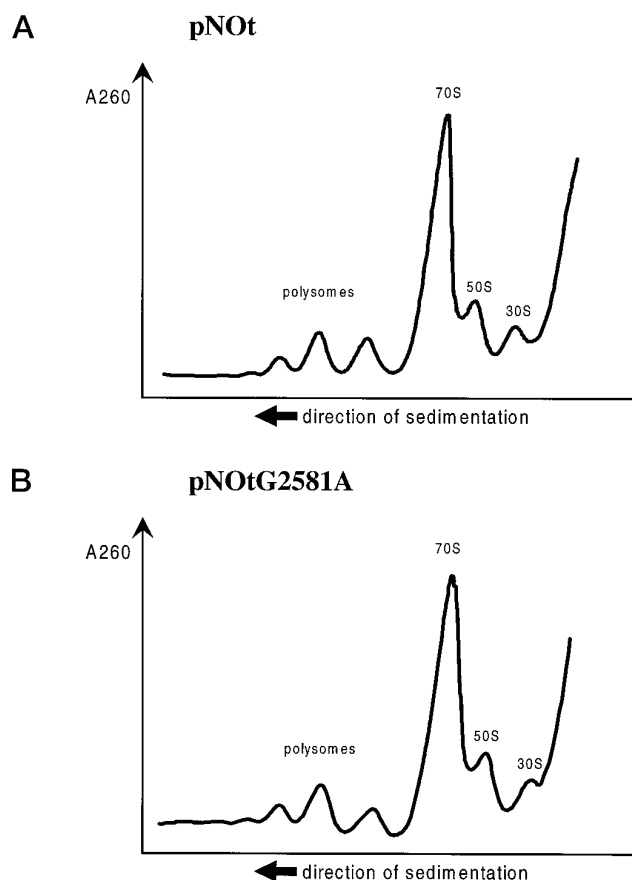 A
pNOt
A260
70S
50S
30S
polysomes
direction of sedimentation
B
pNOtG2581A
A260
70S
50S
30S
polysomes
direction of sedimentation